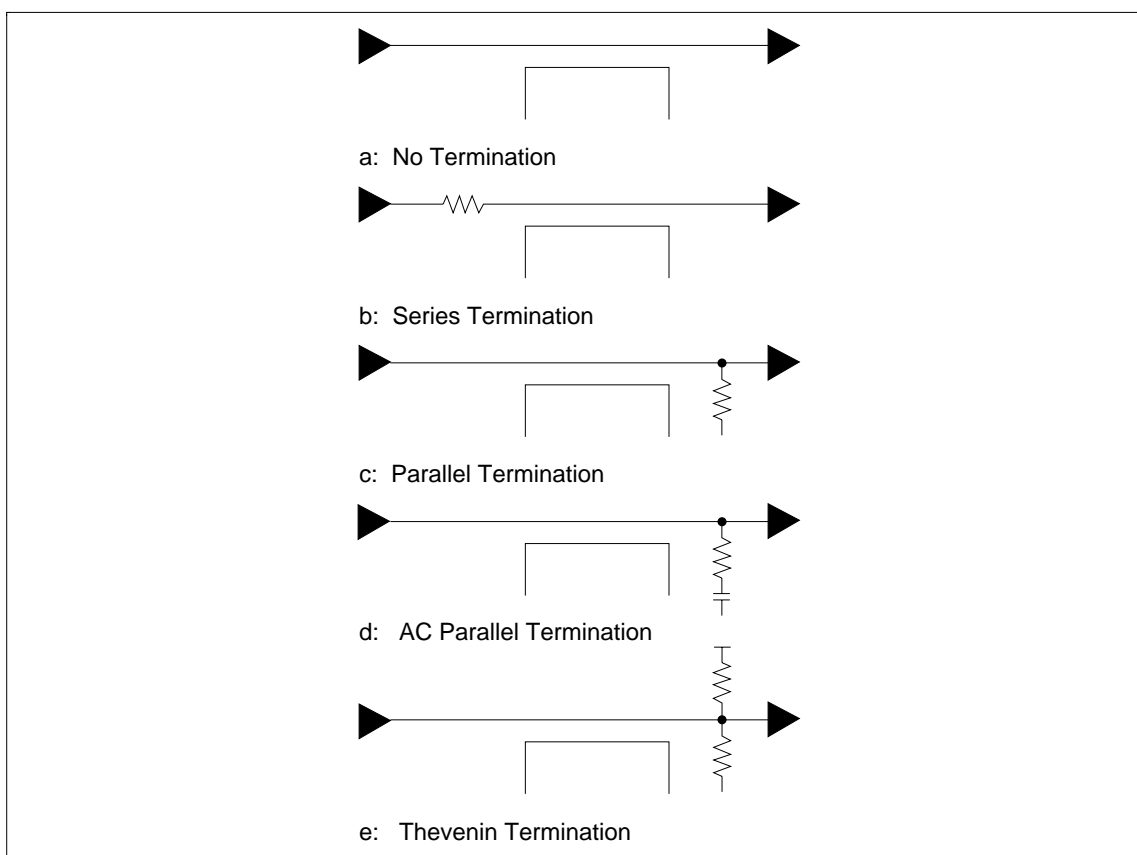 a: No Termination
b: Series Termination
c: Parallel Termination
d: AC Parallel Termination
e: Thevenin Termination